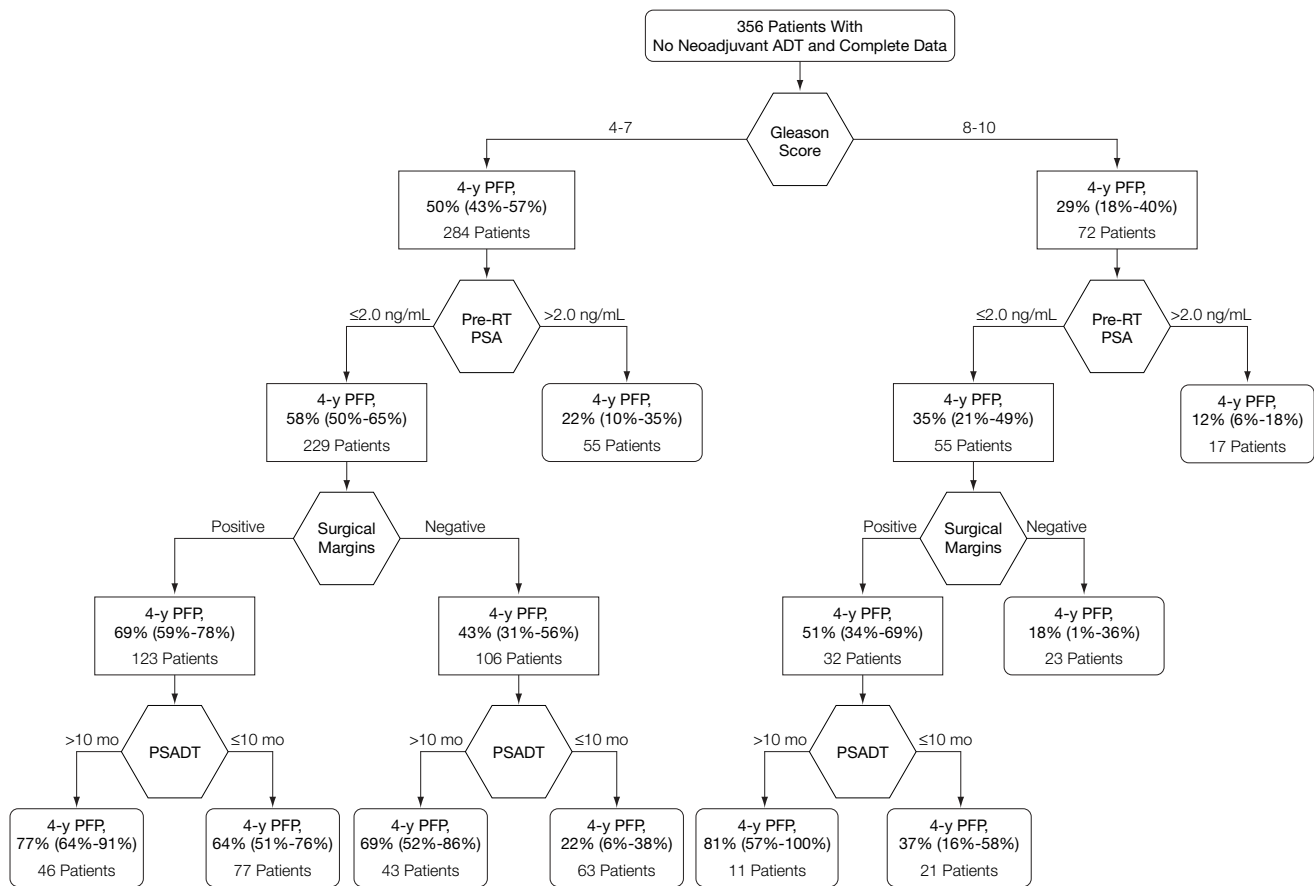 356 Patients With
No Neoadjuvant ADT and Complete Data
Gleason
Score
4-7
8-10
4-y PFP,
50% (43%-57%)
284 Patients
4-y PFP,
29% (18%-40%)
72 Patients
Pre-RT
PSA
≤2.0 ng/mL
>2.0 ng/mL
Pre-RT
PSA
≤2.0 ng/mL
>2.0 ng/mL
4-y PFP,
58% (50%-65%)
229 Patients
4-y PFP,
22% (10%-35%)
55 Patients
4-y PFP,
35% (21%-49%)
55 Patients
4-y PFP,
12% (6%-18%)
17 Patients
Surgical
Margins
Positive
Negative
Surgical
Margins
Positive
Negative
4-y PFP,
69% (59%-78%)
123 Patients
4-y PFP,
43% (31%-56%)
106 Patients
4-y PFP,
51% (34%-69%)
32 Patients
4-y PFP,
18% (1%-36%)
23 Patients
>10 mo
PSADT
≤10 mo
>10 mo
PSADT
≤10 mo
>10 mo
PSADT
≤10 mo
4-y PFP,
77% (64%-91%)
46 Patients
4-y PFP,
64% (51%-76%)
77 Patients
4-y PFP,
69% (52%-86%)
43 Patients
4-y PFP,
22% (6%-38%)
63 Patients
4-y PFP,
81% (57%-100%)
11 Patients
4-y PFP,
37% (16%-58%)
21 Patients